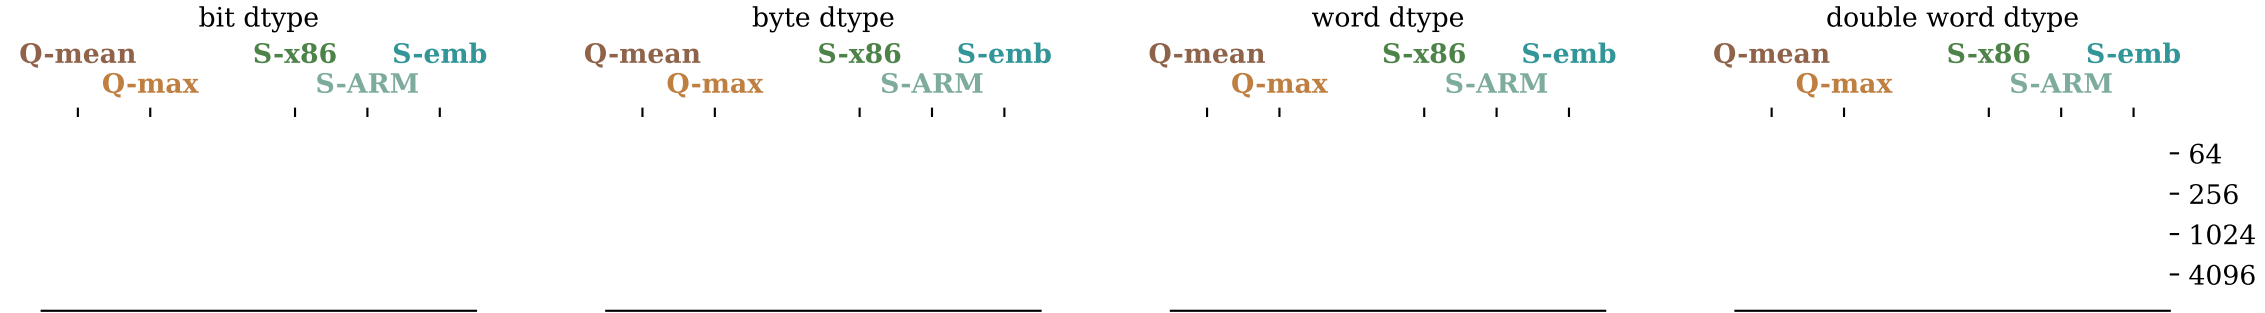 bit dtype byte dtype word dtype double word dtype
Q-mean S-x86 S-emb Q-mean S-x86 S-emb Q-mean S-x86 S-emb Q-mean S-x86 S-emb
Q-max S-ARM Q-max S-ARM Q-max S-ARM Q-max S-ARM
64
256
1024
4096